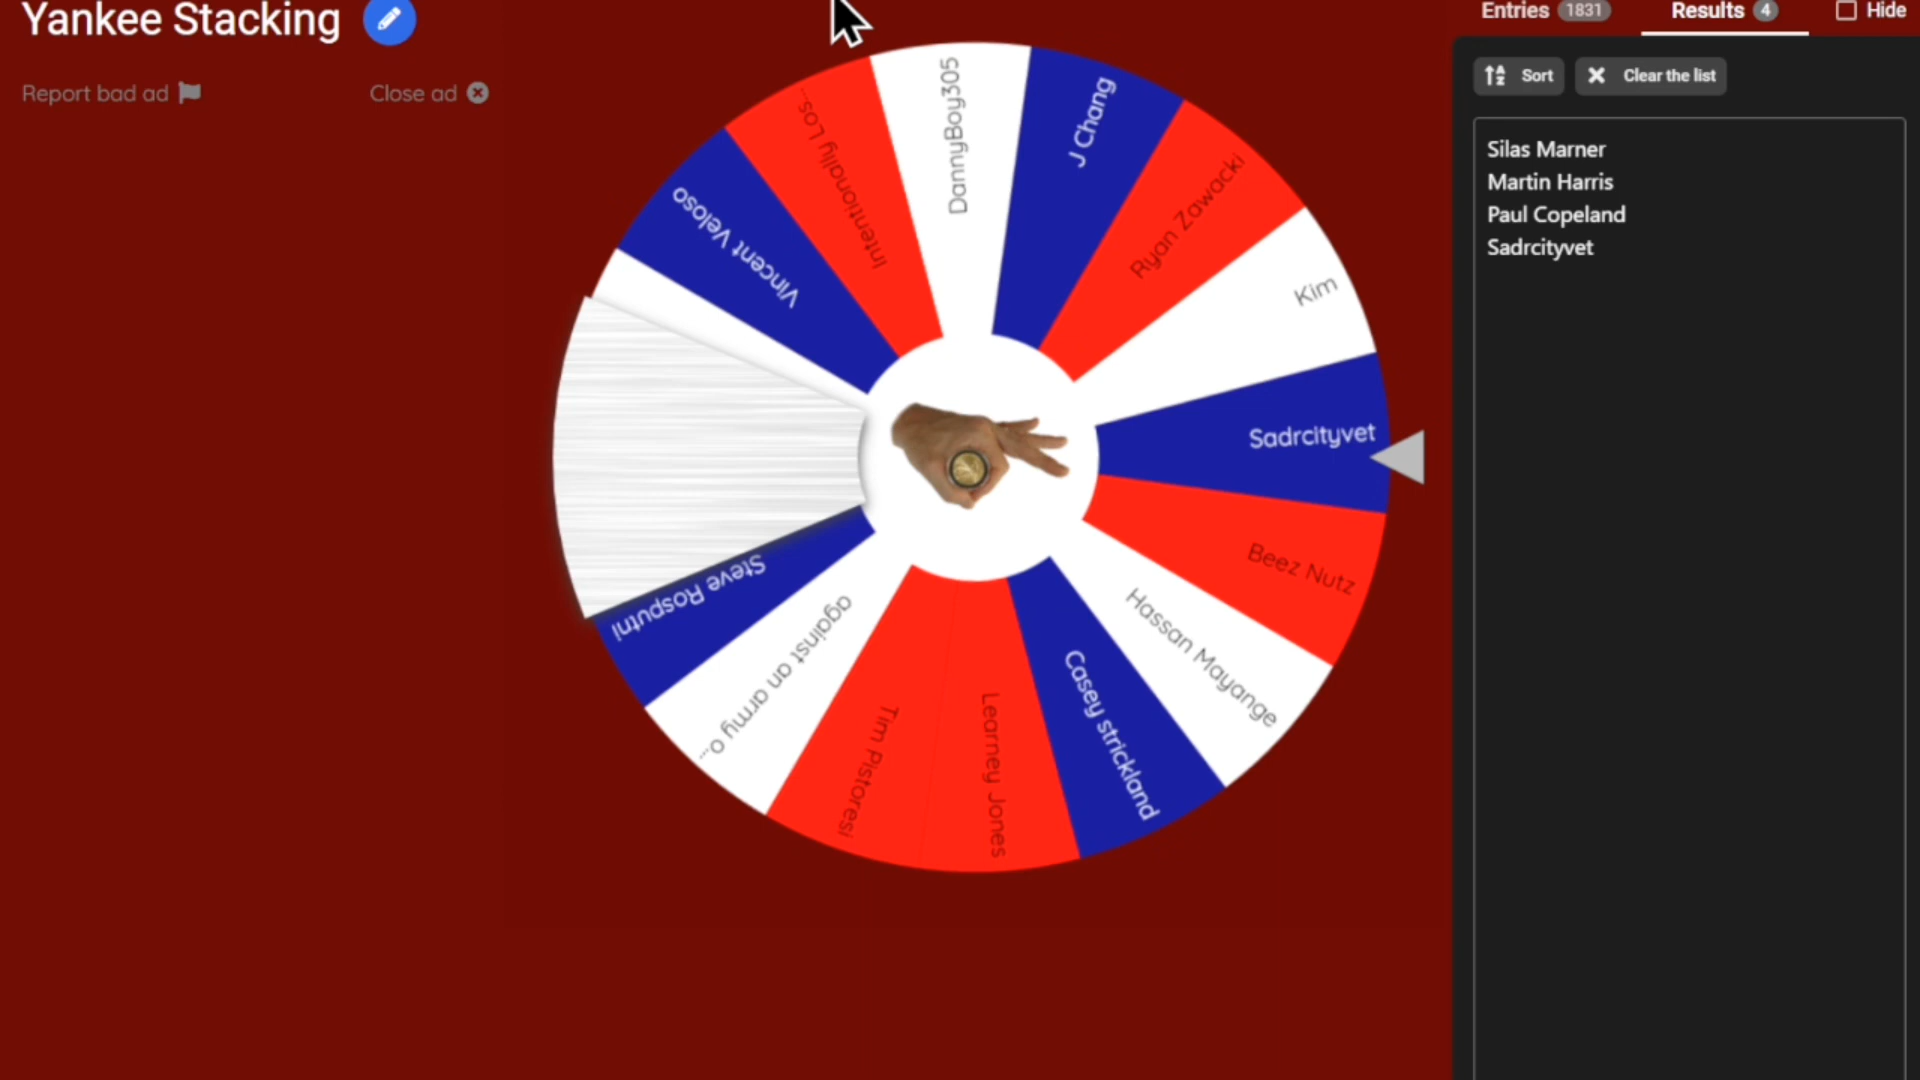 Yankee Stacking
Report bad ad
Close ad
DannyBoy305
J Chang
Ryan Zawacki
Kim
Sadrcityvet
Beez Nutz
Hassan Mayange
Casey strickland
Learney Jones
Tim Pistoresi
against an army o...
Steve Rosputni
Vincent Veloso
Intentionally Los...
Entries 1831
Results 4
Hide
Sort
Clear the list
Silas Marner
Martin Harris
Paul Copeland
Sadrcityvet